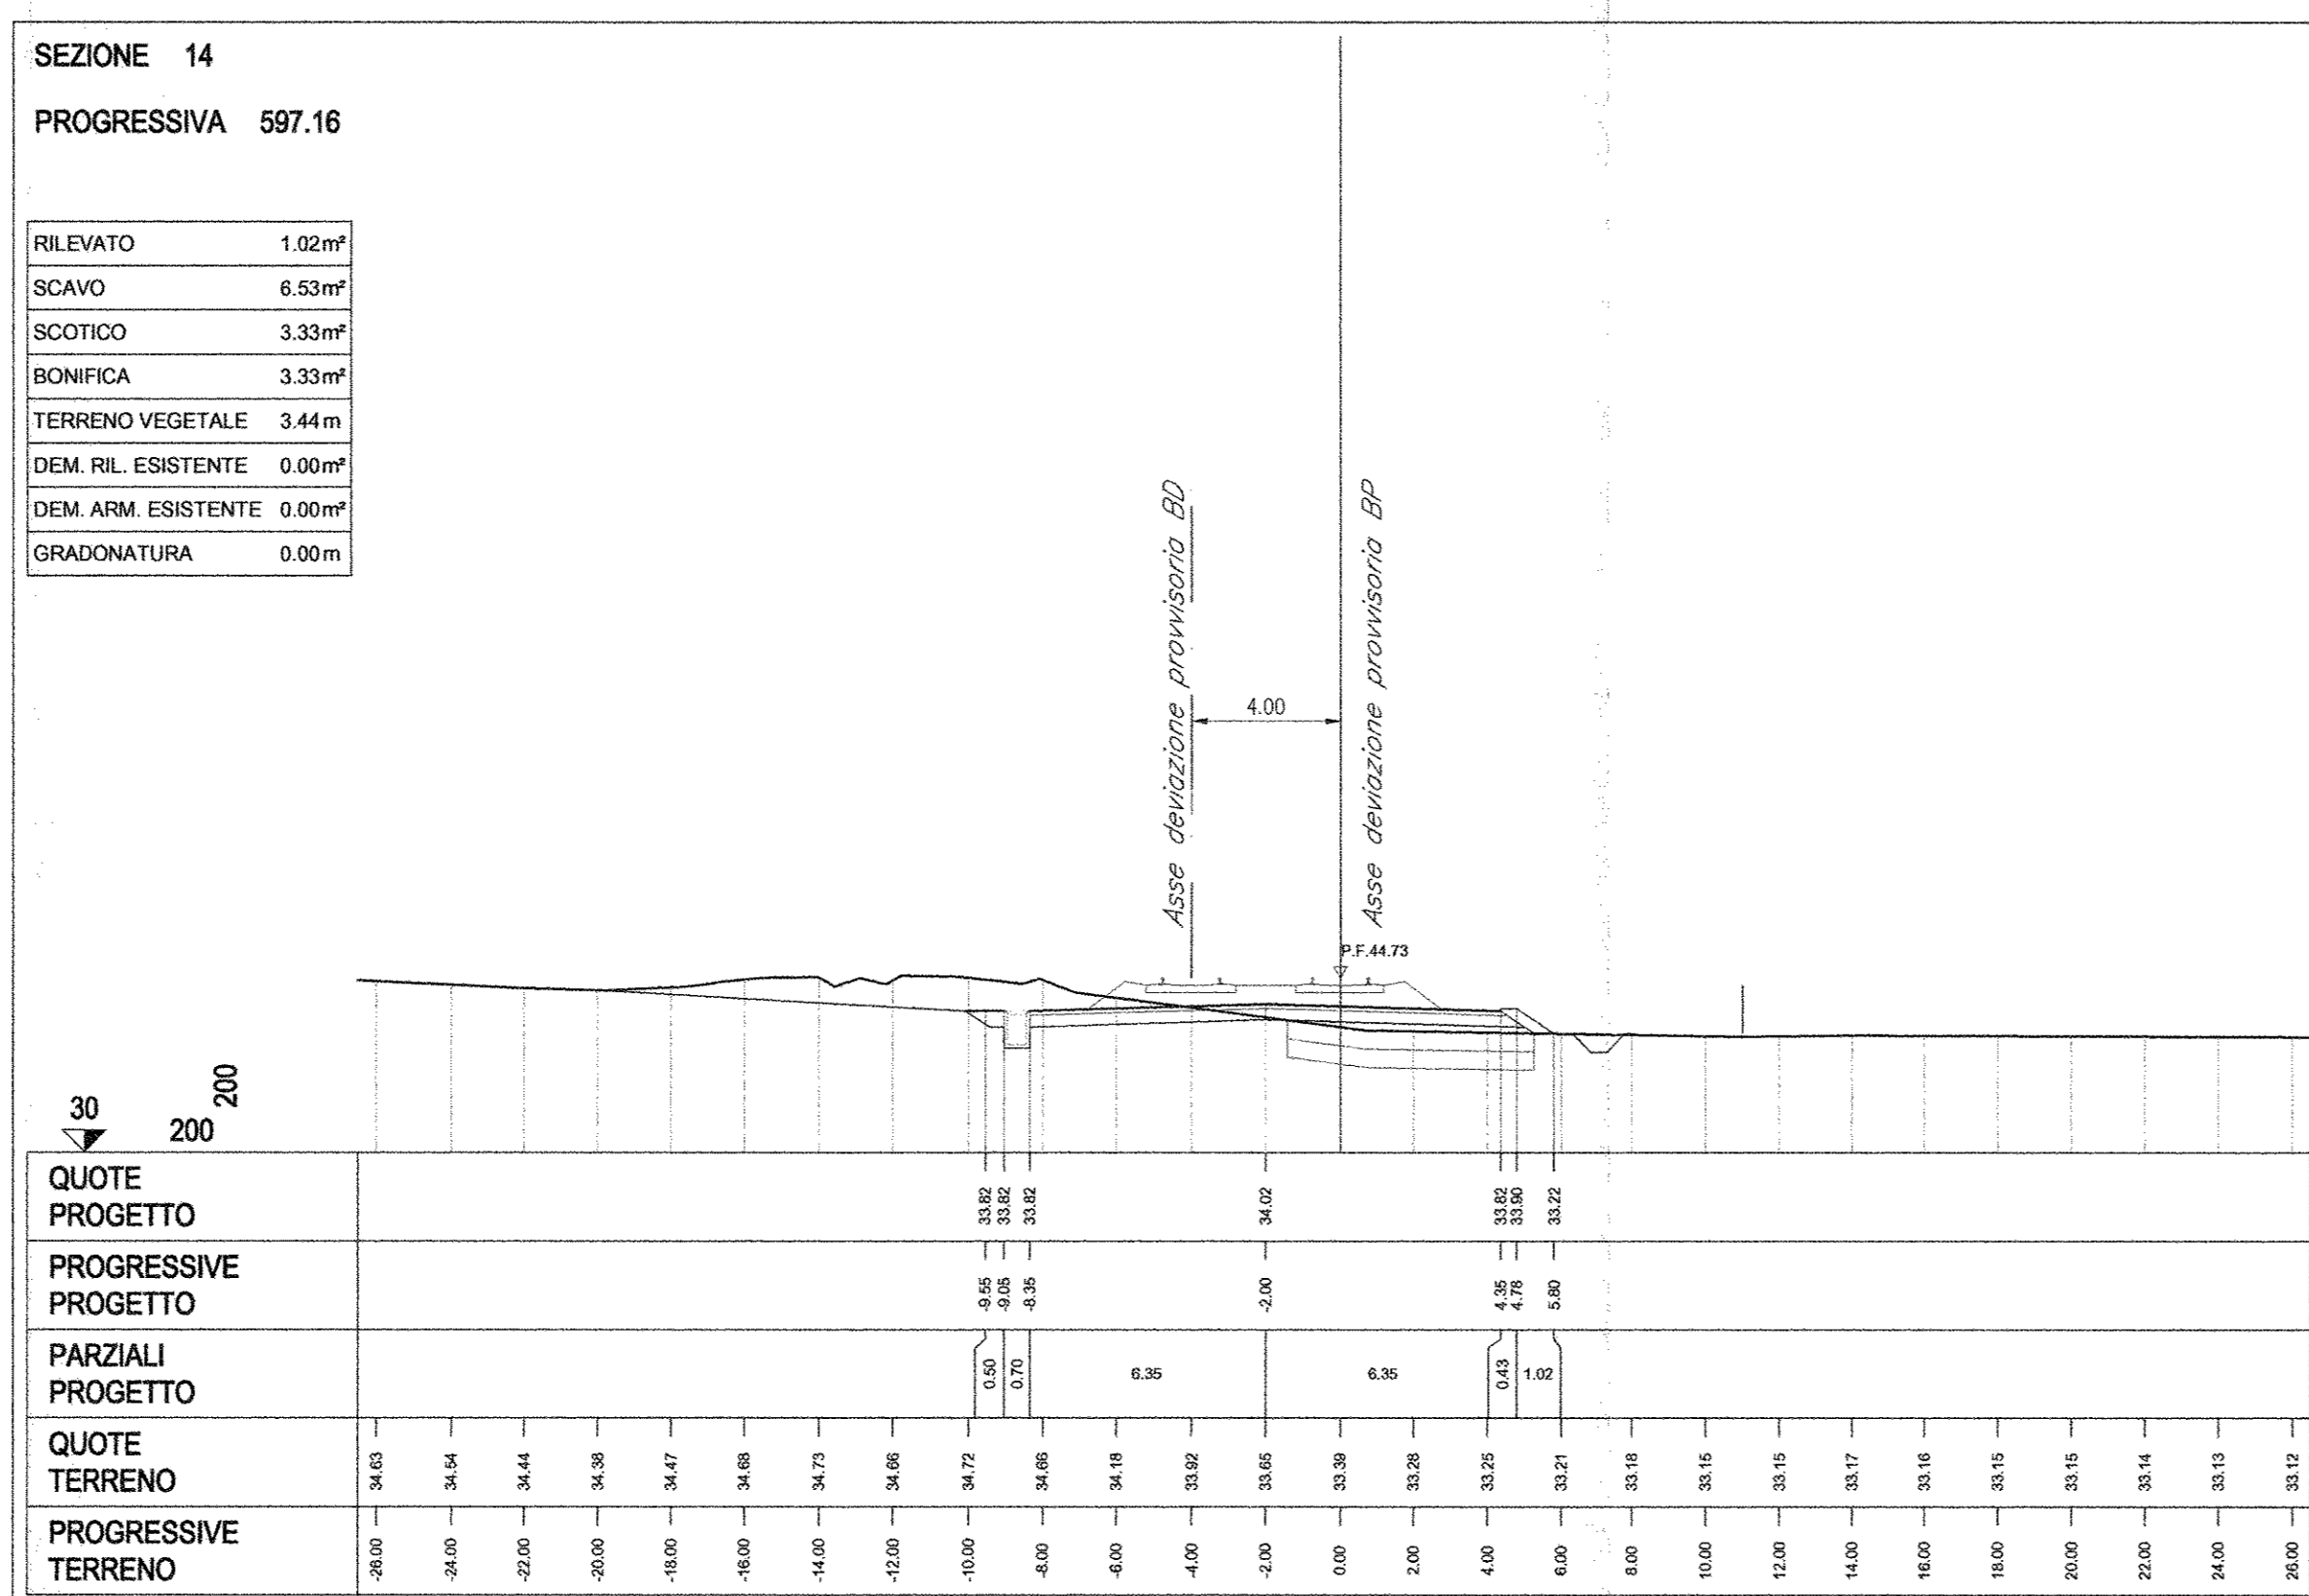 SEZIONE 14
PROGRESSIVA 597.16
RILEVATO 1.02m²
SCAVO 6.53m²
SCOTICO 3.33m²
BONIFICA 3.33m²
TERRENO VEGETALE 3.44m
DEM. RIL. ESISTENTE 0.00m²
DEM. ARM. ESISTENTE 0.00m²
GRADONATURA 0.00m
Asse deviazione provvisoria BD
Asse deviazione provvisoria BP
4.00
P.F.44.73
30
200
200
QUOTE PROGETTO
33.82 33.82 33.82 34.02 33.82 33.90 33.22
PROGRESSIVE PROGETTO
-9.55 -9.05 -8.35 -2.00 4.35 4.78 5.80
PARZIALI PROGETTO
0.50 0.70 6.35 6.35 0.43 1.02
QUOTE TERRENO
34.63 34.54 34.44 34.38 34.47 34.68 34.73 34.66 34.72 34.66 34.18 33.92 33.65 33.39 33.28 33.25 33.21 33.18 33.15 33.15 33.17 33.16 33.15 33.15 33.14 33.13 33.12
PROGRESSIVE TERRENO
-26.00 -24.00 -22.00 -20.00 -18.00 -16.00 -14.00 -12.00 -10.00 -8.00 -6.00 -4.00 -2.00 0.00 2.00 4.00 6.00 8.00 10.00 12.00 14.00 16.00 18.00 20.00 22.00 24.00 26.00